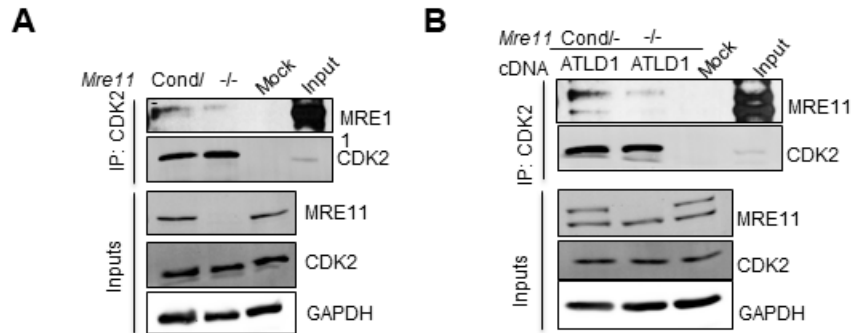 A
Mre11 Cond/ -/- Mock Input
IP: CDK2
MRE1
1
CDK2
Inputs
MRE11
CDK2
GAPDH
B
Mre11 Cond/- -/-
cDNA ATLD1 ATLD1 Mock Input
IP: CDK2
MRE11
CDK2
Inputs
MRE11
CDK2
GAPDH